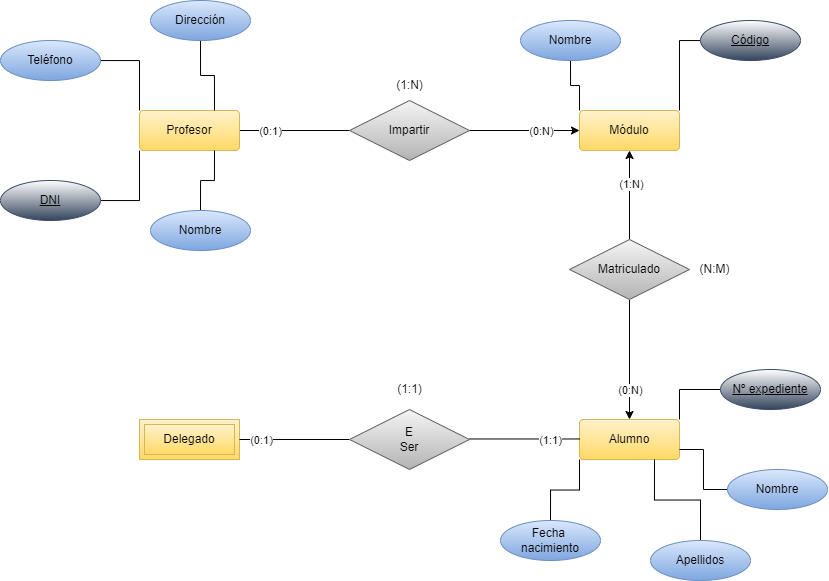 Dirección
Teléfono
Nombre
Código
(1:N)
Profesor
(0:1)
Impartir
(0:N)
Módulo
DNI
Nombre
(1:N)
Matriculado
(N:M)
(0:N)
Nº expediente
(1:1)
Delegado
(0:1)
E
Ser
(1:1)
Alumno
Nombre
Fecha
nacimiento
Apellidos